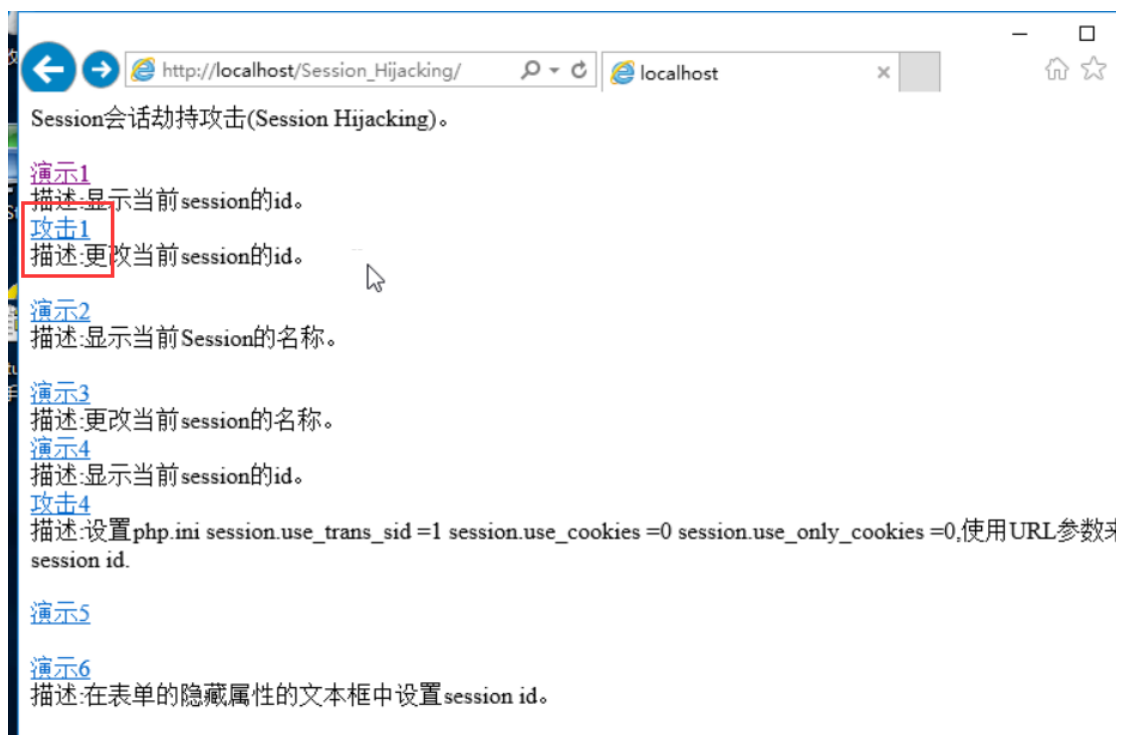 http://localhost/Session_Hijacking/
localhost
Session会话劫持攻击(Session Hijacking)。
演示1
描述:显示当前session的id。
攻击1
描述:更改当前session的id。
演示2
描述:显示当前Session的名称。
演示3
描述:更改当前session的名称。
演示4
描述:显示当前session的id。
攻击4
描述:设置php.ini session.use_trans_sid =1 session.use_cookies =0 session.use_only_cookies =0,使用URL参数来
session id.
演示5
演示6
描述:在表单的隐藏属性的文本框中设置session id。